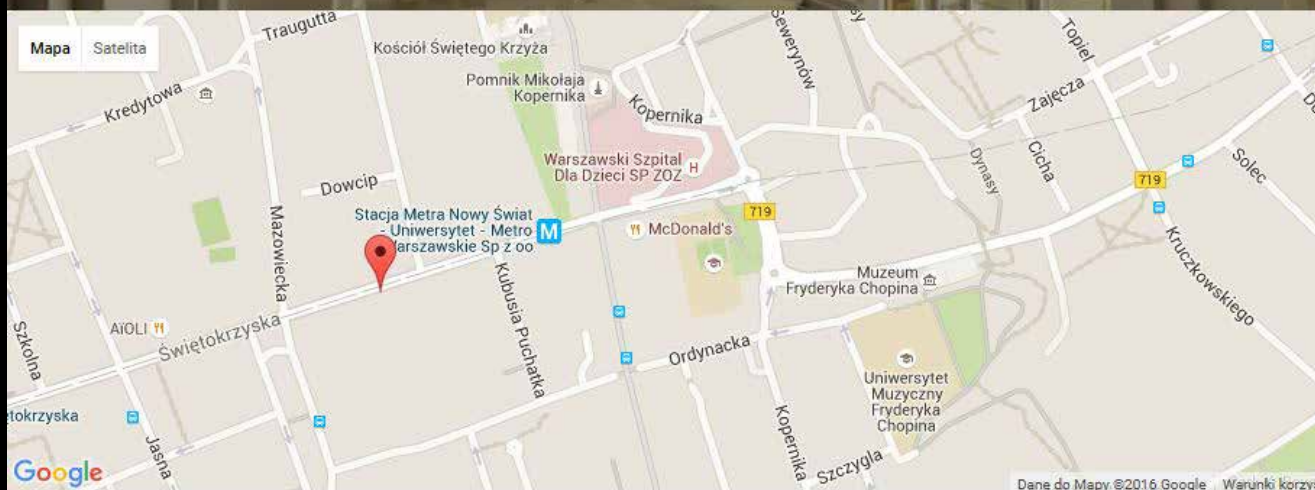 Mapa
Satelita
Traugutta
Kościół Świętego Krzyża
Pomnik Mikołaja
Kopernika
Kredytowa
Kopernika
Sewerynów
Topiel
Zajęcza
Cicha
Dynasy
Solec
719
Warszawski Szpital
Dla Dzieci SP ZOZ
H
Dowcip
Mazowiecka
Stacja Metra Nowy Świat
- Uniwersytet - Metro
Warszawskie Sp z oo
M
McDonald's
719
Kruczkowskiego
Muzeum
Fryderyka Chopina
Kubusia Puchatka
AïOLI
Świętokrzyska
Szkolna
Ordynacka
Uniwersytet
Muzyczny
Fryderyka
Chopina
tokrzyska
Jasna
Kopernika
Szczygla
Google
Dane do Mapy ©2016 Google
Warunki korzy